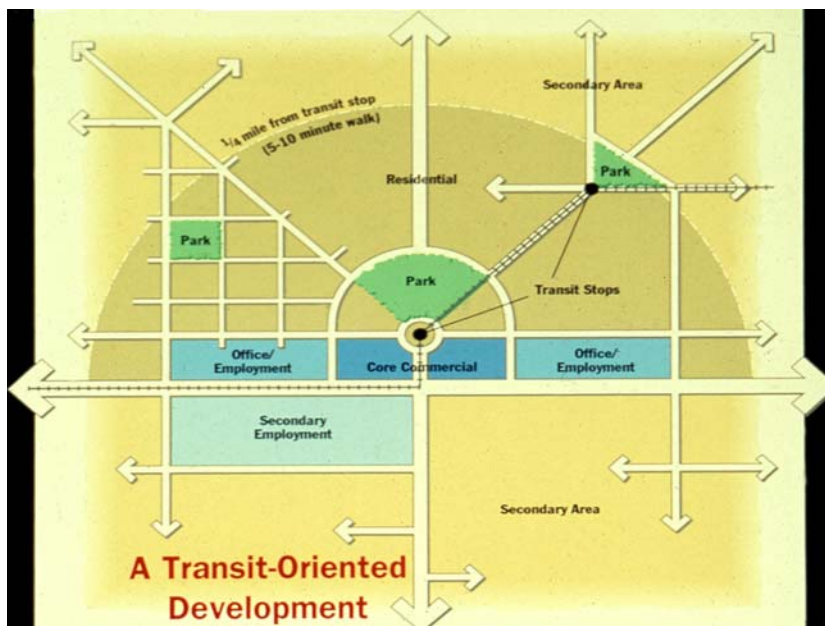 Secondary Area
1/4 mile from transit stop
(5-10 minute walk)
Residential
Park
Park
Park
Transit Stops
Office/
Employment
Core Commercial
Office/
Employment
Secondary
Employment
Secondary Area
A Transit-Oriented
Development